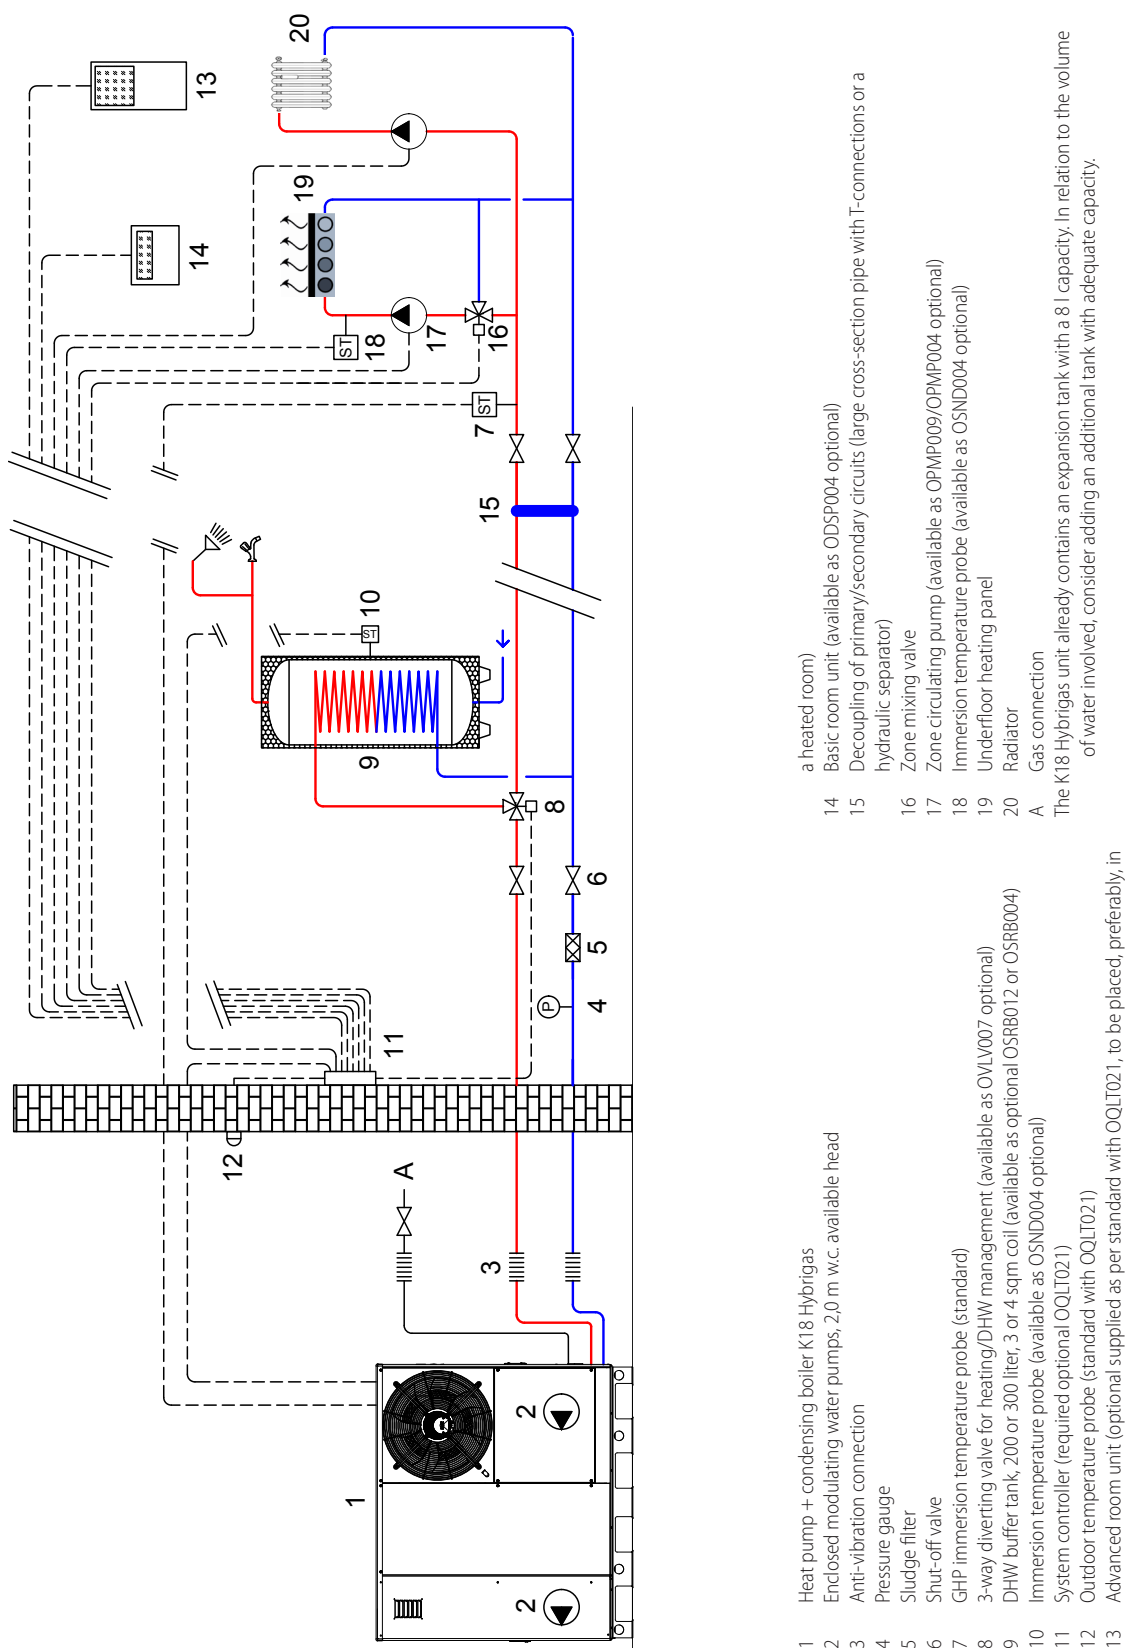 20
13
19
14
18
17
16
ST
7
ST
15
10
ST
9
8
6
5
4
P
11
12
A
3
1
2
2
1 Heat pump + condensing boiler K18 Hybrigas
2 Enclosed modulating water pumps, 2,0 m w.c. available head
3 Anti-vibration connection
4 Pressure gauge
5 Sludge filter
6 Shut-off valve
7 GHP immersion temperature probe (standard)
8 3-way diverting valve for heating/DHW management (available as OVLV007 optional)
9 DHW buffer tank, 200 or 300 liter, 3 or 4 sqm coil (available as optional OSRB012 or OSRB004)
10 Immersion temperature probe (available as OSND004 optional)
11 System controller (required optional OQLT021)
12 Outdoor temperature probe (standard with OQLT021)
13 Advanced room unit (optional supplied as per standard with OQLT021, to be placed, preferably, in
a heated room)
14 Basic room unit (available as ODSP004 optional)
15 Decoupling of primary/secondary circuits (large cross-section pipe with T-connections or a
hydraulic separator)
16 Zone mixing valve
17 Zone circulating pump (available as OPMP009/OPMP004 optional)
18 Immersion temperature probe (available as OSND004 optional)
19 Underfloor heating panel
20 Radiator
A Gas connection
The K18 Hybrigas unit already contains an expansion tank with a 8 l capacity. In relation to the volume
of water involved, consider adding an additional tank with adequate capacity.